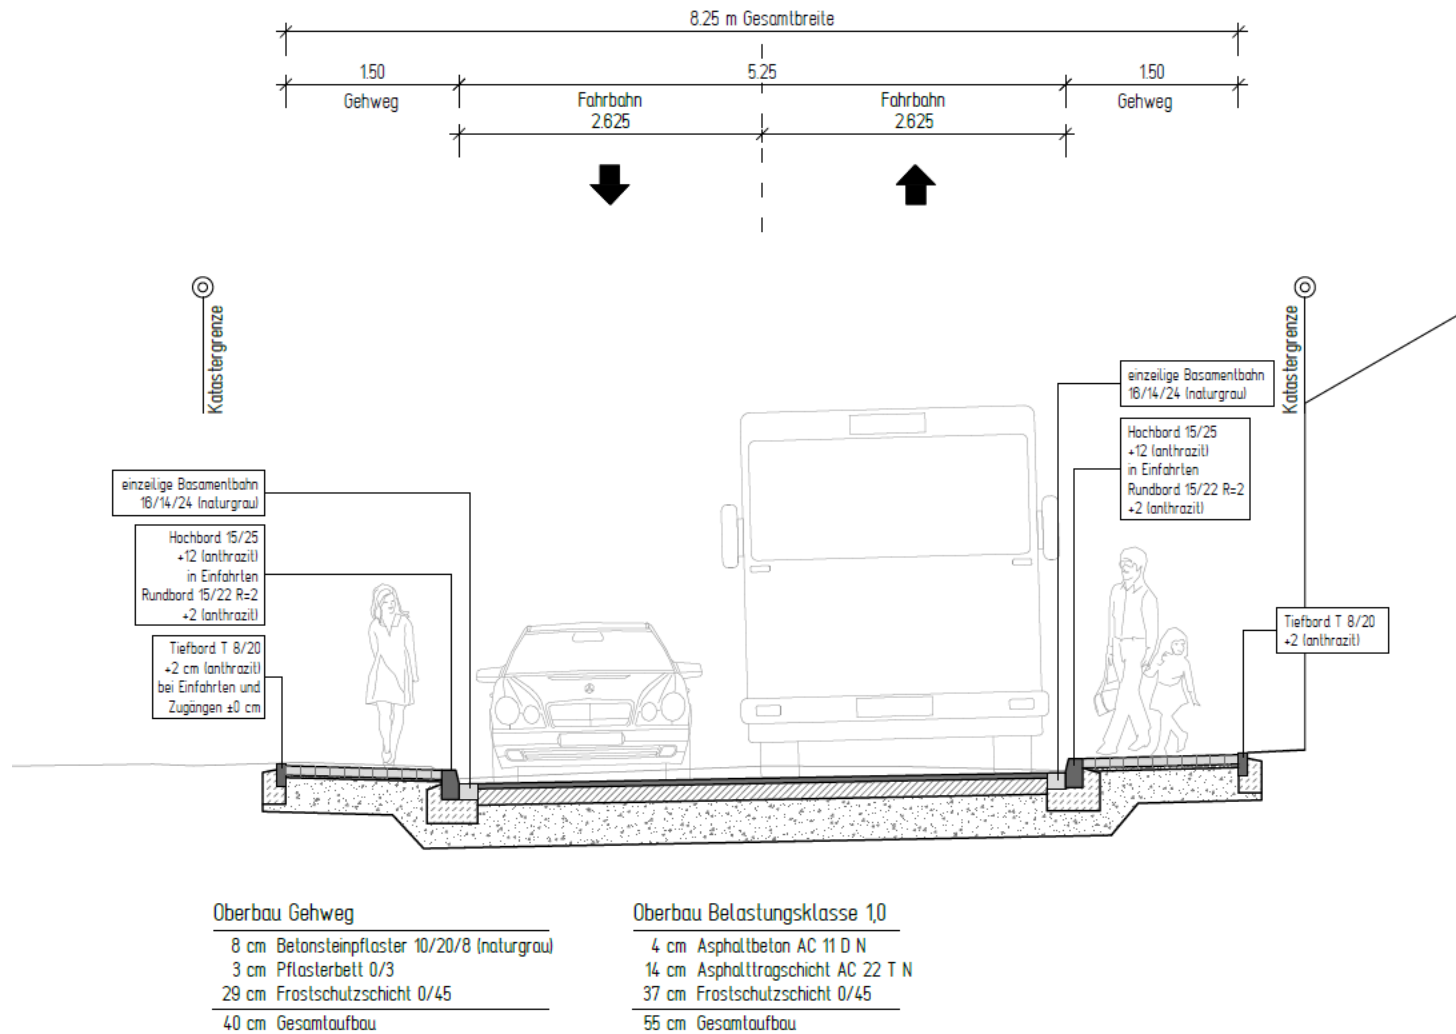 8.25 m Gesamtbreite
1.50
5.25
1.50
Gehweg
Fahrbahn
Fahrbahn
Gehweg
2.625
2.625
Katastergrenze
Katastergrenze
einzeilige Basamentbahn
16/14/24 (naturgrau)
Hochbord 15/25
+12 (anthrazit)
in Einfahrten
Rundbord 15/22 R=2
+2 (anthrazit)
einzeilige Basamentbahn
16/14/24 (naturgrau)
Hochbord 15/25
+12 (anthrazit)
in Einfahrten
Rundbord 15/22 R=2
+2 (anthrazit)
Tiefbord T 8/20
+2 (anthrazit)
Tiefbord T 8/20
+2 cm (anthrazit)
bei Einfahrten und
Zugängen ±0 cm
Oberbau Gehweg
8 cm Betonsteinpflaster 10/20/8 (naturgrau)
3 cm Pflasterbett 0/3
29 cm Frostschutzschicht 0/45
40 cm Gesamtaufbau
Oberbau Belastungsklasse 1,0
4 cm Asphaltbeton AC 11 D N
14 cm Asphalttragschicht AC 22 T N
37 cm Frostschutzschicht 0/45
55 cm Gesamtaufbau